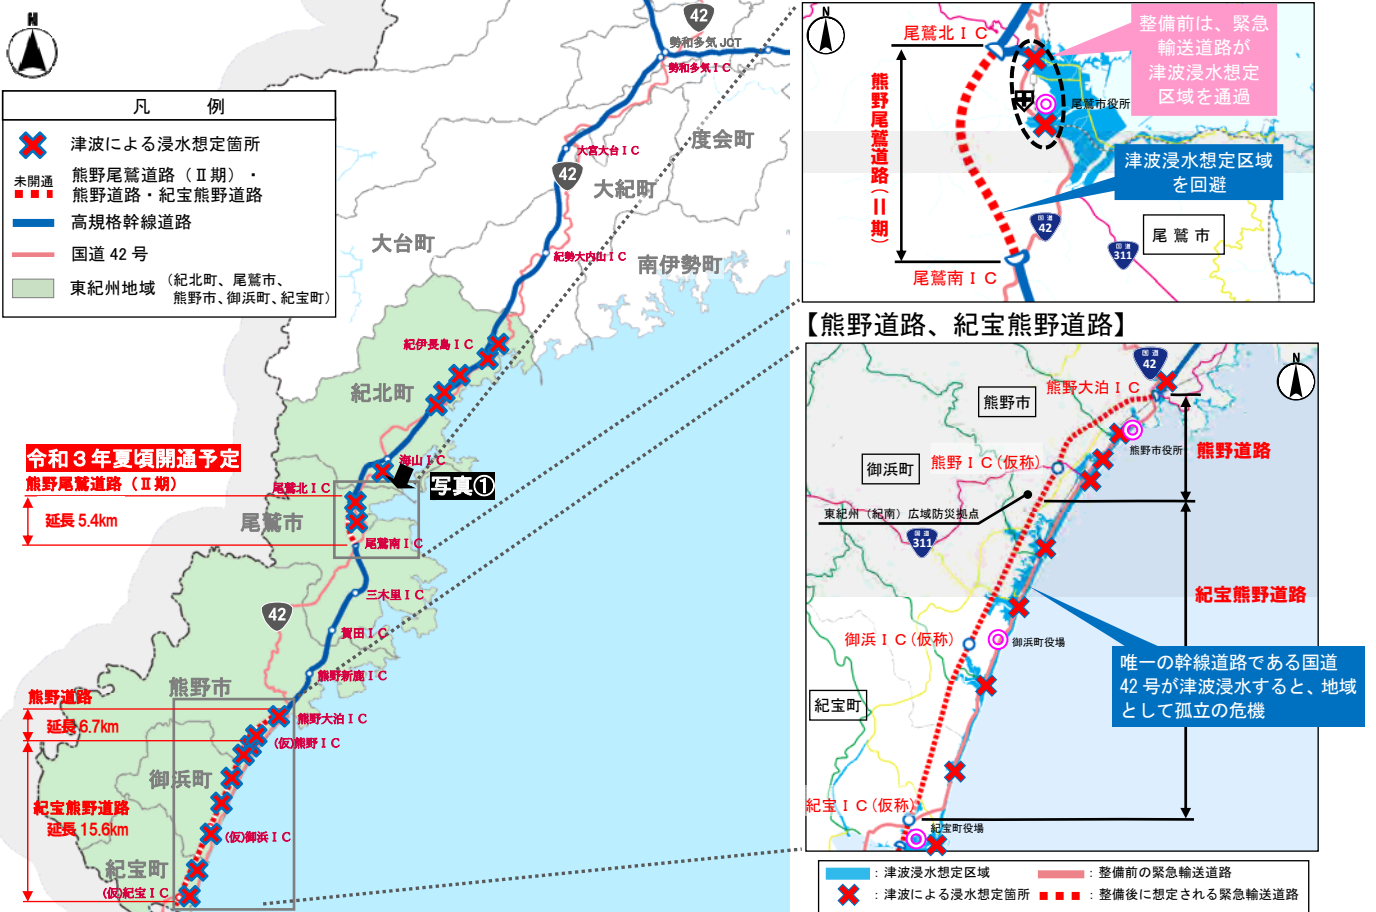 N
凡 例
津波による浸水想定箇所
未開通
熊野尾鷲道路（Ⅱ期）・
熊野道路・紀宝熊野道路
高規格幹線道路
国道 42 号
東紀州地域
（紀北町、尾鷲市、
熊野市、御浜町、紀宝町）
42
勢和多気 JCT
勢和多気ＩＣ
度会町
大宮大台ＩＣ
42
大紀町
大台町
紀勢大内山ＩＣ
南伊勢町
紀伊長島ＩＣ
紀北町
令和３年夏頃開通予定
熊野尾鷲道路（Ⅱ期）
延長 5.4km
海山ＩＣ
写真①
尾鷲北ＩＣ
尾鷲市
尾鷲南ＩＣ
三木里ＩＣ
42
賀田ＩＣ
熊野新鹿ＩＣ
熊野市
熊野道路
延長 6.7km
熊野大泊ＩＣ
(仮)熊野ＩＣ
御浜町
紀宝熊野道路
延長 15.6km
(仮)御浜ＩＣ
紀宝町
(仮)紀宝ＩＣ
N
尾鷲北ＩＣ
整備前は、緊急
輸送道路が
津波浸水想定
区域を通過
熊野尾鷲道路（Ⅱ期）
尾鷲市役所
津波浸水想定区域
を回避
国道
42
尾鷲市
国道
311
尾鷲南ＩＣ
【熊野道路、紀宝熊野道路】
国道
42
N
熊野大泊ＩＣ
熊野市
熊野市役所
熊野道路
御浜町
熊野ＩＣ(仮称)
東紀州（紀南）広域防災拠点
国道
311
紀宝熊野道路
御浜ＩＣ(仮称)
御浜町役場
唯一の幹線道路である国道
42 号が津波浸水すると、地域
として孤立の危機
紀宝町
紀宝ＩＣ(仮称)
紀宝町役場
：津波浸水想定区域
：整備前の緊急輸送道路
：津波による浸水想定箇所
：整備後に想定される緊急輸送道路